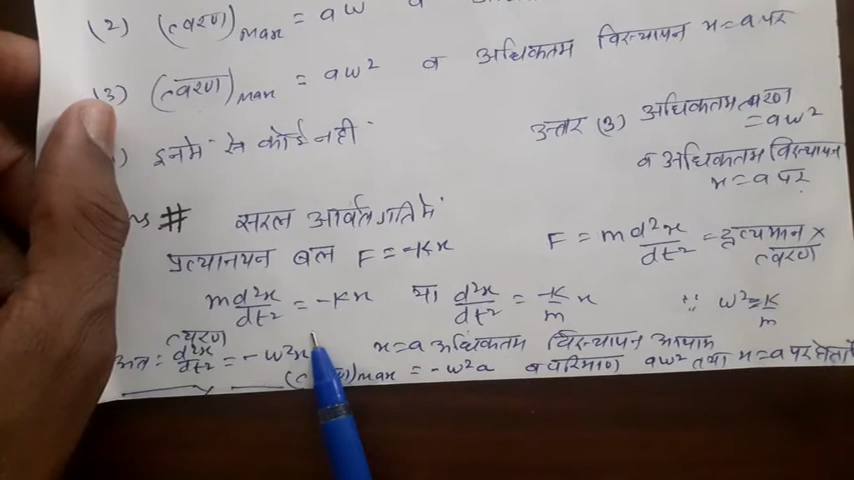 (2) (त्वरण)max = aw व
(3) (त्वरण)max = aw² व अधिकतम विस्थापन x=a पर
) इनमें से कोई नहीं
उत्तर (3) अधिकतम त्वरण
= aw²
व अधिकतम विस्थापन
x=a पर
# सरल आवर्त गति में
प्रत्यानयन बल F = -Kx F = m d²x/dt² = द्रव्यमान × त्वरण
m d²x/dt² = -Kx या d²x/dt² = -K/m x ∵ w² = K/m
त्वरण
अतः d²x/dt² = -w²x x=a अधिकतम विस्थापन
)max = -w²a व परिमाण aw² तथा x=a पर होता